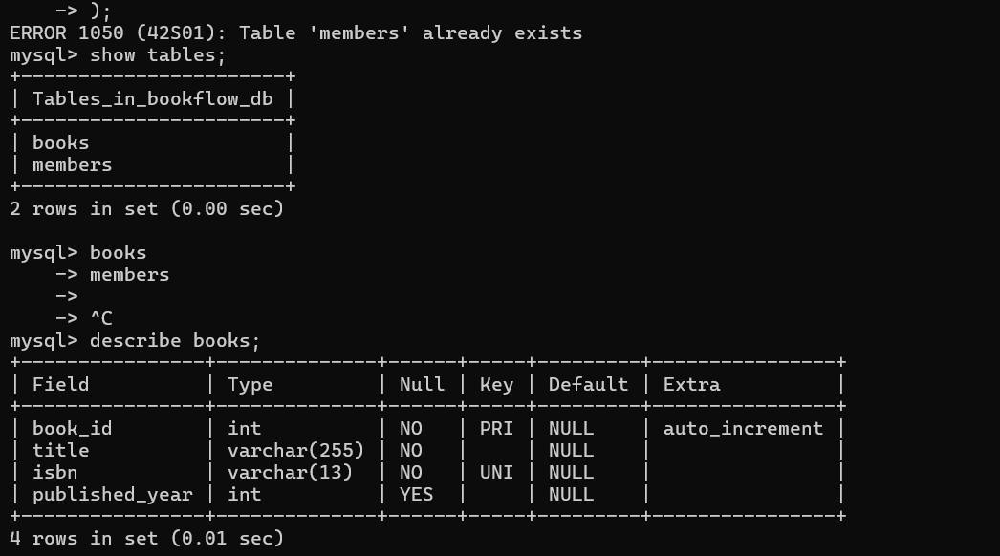 -> );
ERROR 1050 (42S01): Table 'members' already exists
mysql> show tables;
+-----------------------+
| Tables_in_bookflow_db |
+-----------------------+
| books                 |
| members               |
+-----------------------+
2 rows in set (0.00 sec)

mysql> books
    -> members
    ->
    -> ^C
mysql> describe books;
+----------------+--------------+------+-----+---------+----------------+
| Field          | Type         | Null | Key | Default | Extra          |
+----------------+--------------+------+-----+---------+----------------+
| book_id        | int          | NO   | PRI | NULL    | auto_increment |
| title          | varchar(255) | NO   |     | NULL    |                |
| isbn           | varchar(13)  | NO   | UNI | NULL    |                |
| published_year | int          | YES  |     | NULL    |                |
+----------------+--------------+------+-----+---------+----------------+
4 rows in set (0.01 sec)